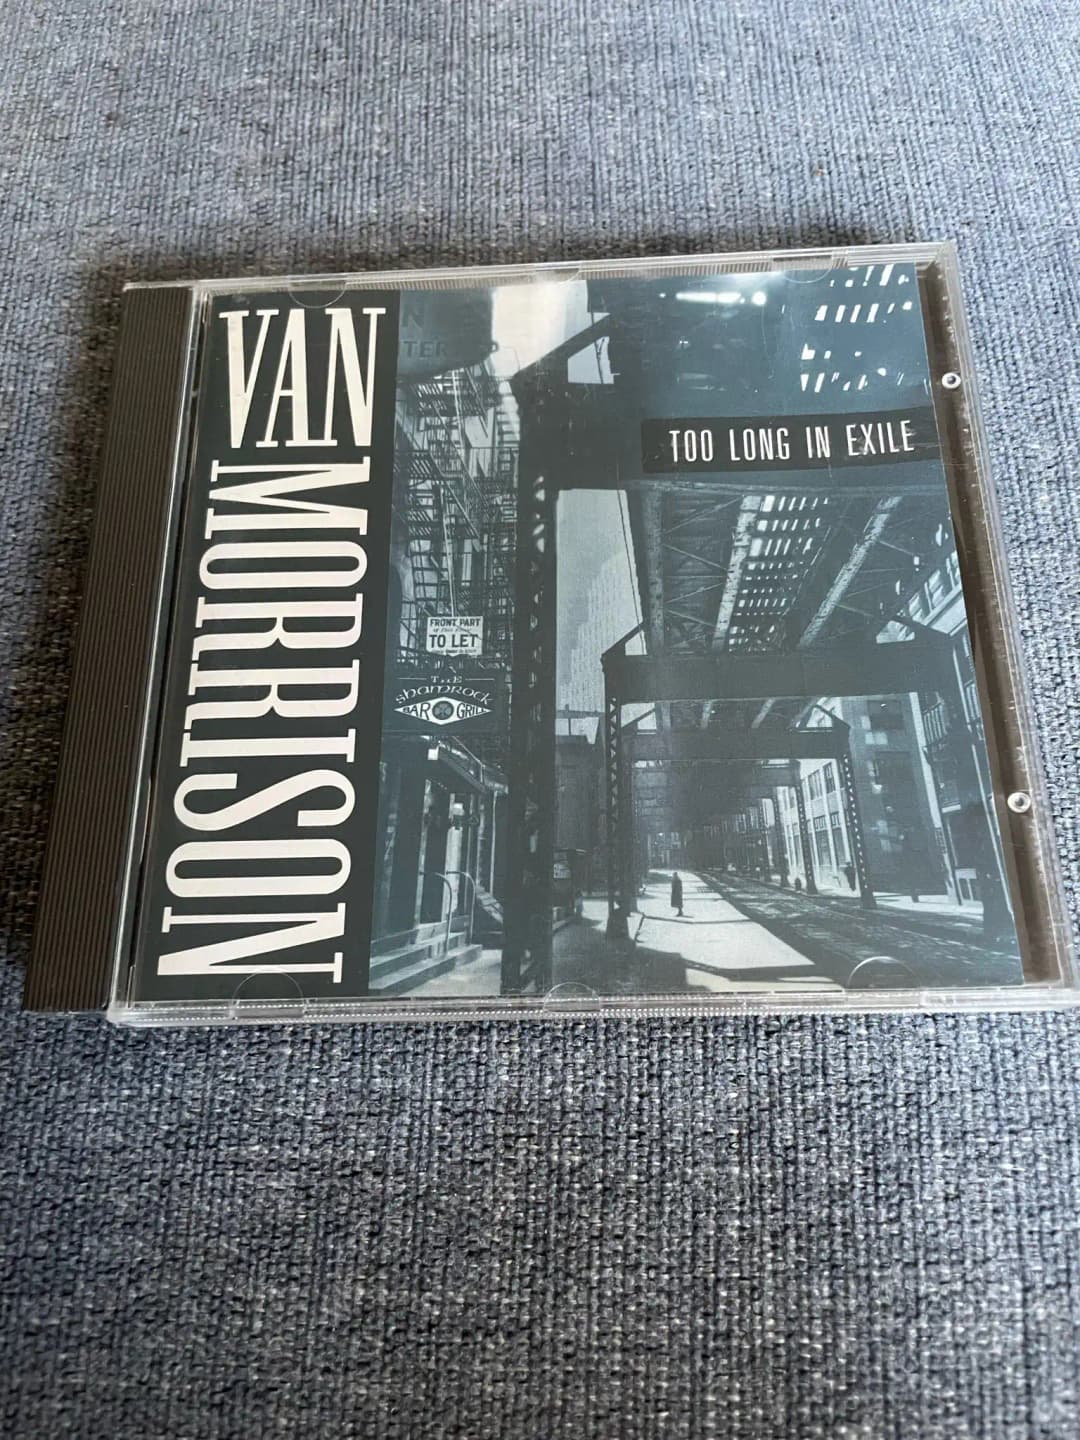 VAN MORRISON
TOO LONG IN EXILE
FRONT PART
TO LET
THE
Shamrock
BAR GRILL